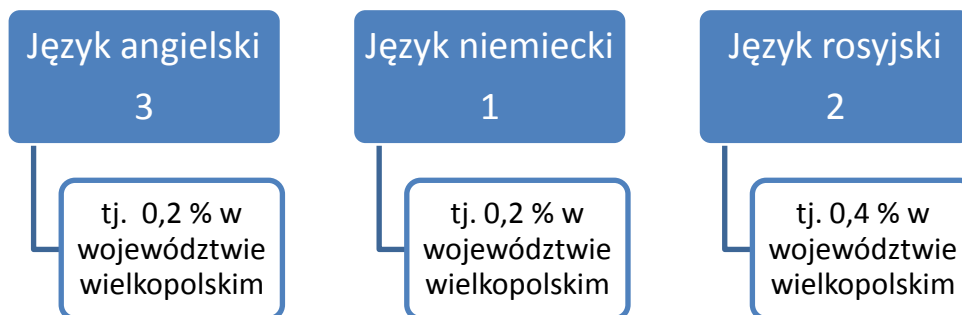 Język angielski
3
tj. 0,2 % w
województwie
wielkopolskim
Język niemiecki
1
tj. 0,2 % w
województwie
wielkopolskim
Język rosyjski
2
tj. 0,4 % w
województwie
wielkopolskim